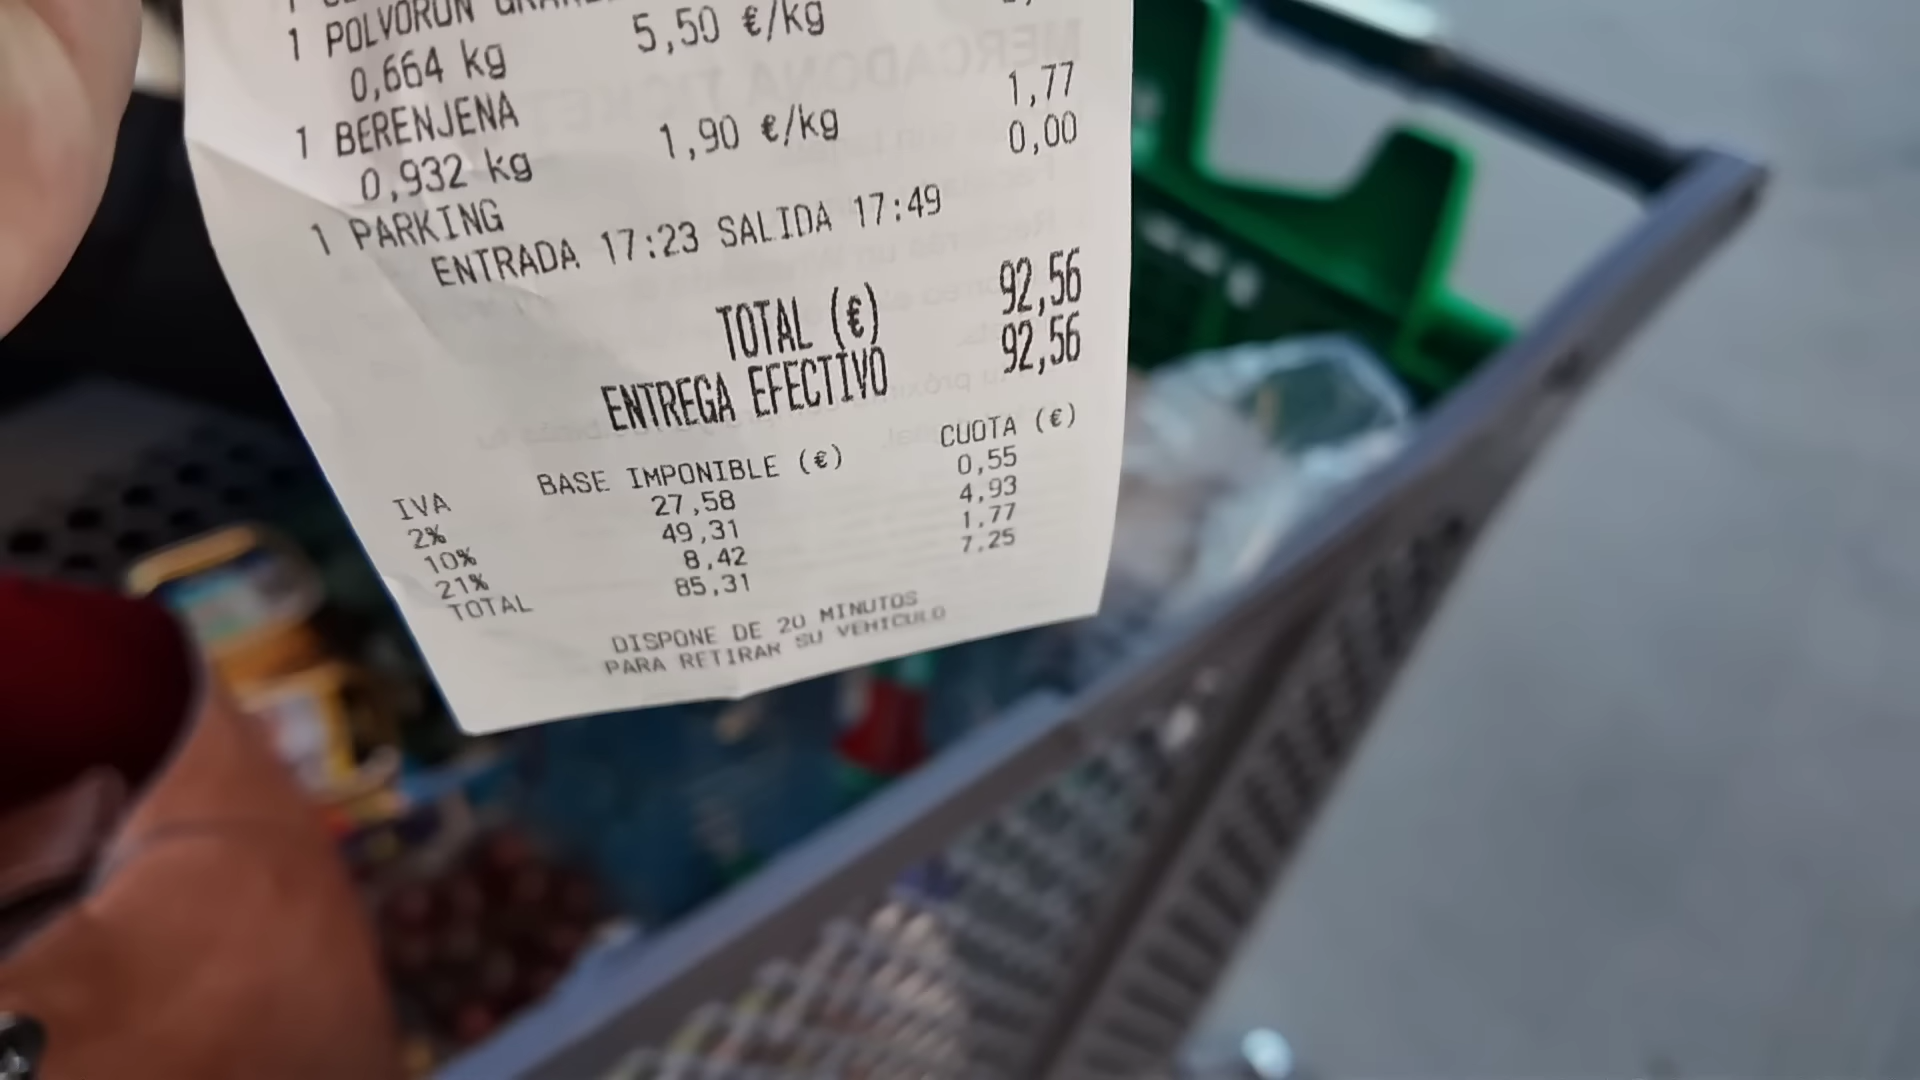 1 POLVORON
0,664 kg 5,50 €/kg
1 BERENJENA
0,932 kg 1,90 €/kg 1,77
1 PARKING 0,00
ENTRADA 17:23 SALIDA 17:49
TOTAL (€) 92,56
ENTREGA EFECTIVO 92,56
IVA BASE IMPONIBLE (€) CUOTA (€)
2% 27,58 0,55
10% 49,31 4,93
21% 8,42 1,77
TOTAL 85,31 7,25
DISPONE DE 20 MINUTOS
PARA RETIRAR SU VEHICULO
MERCADONA TICKET